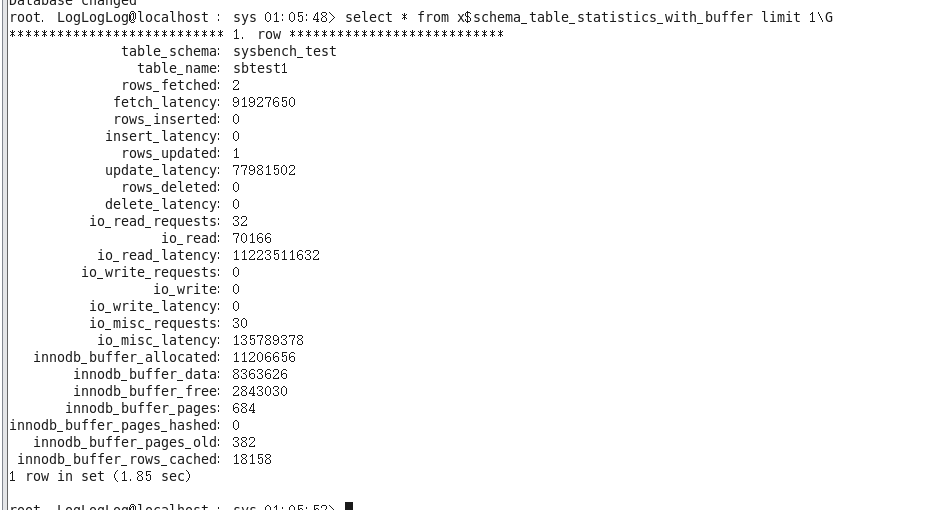 Database changed
root. LogLogLog@localhost : sys 01:05:48> select * from x$schema_table_statistics_with_buffer limit 1\G
*************************** 1. row ***************************
table_schema: sysbench_test
table_name: sbtest1
rows_fetched: 2
fetch_latency: 91927650
rows_inserted: 0
insert_latency: 0
rows_updated: 1
update_latency: 77981502
rows_deleted: 0
delete_latency: 0
io_read_requests: 32
io_read: 70166
io_read_latency: 11223511632
io_write_requests: 0
io_write: 0
io_write_latency: 0
io_misc_requests: 30
io_misc_latency: 135789378
innodb_buffer_allocated: 11206656
innodb_buffer_data: 8363626
innodb_buffer_free: 2843030
innodb_buffer_pages: 684
innodb_buffer_pages_hashed: 0
innodb_buffer_pages_old: 382
innodb_buffer_rows_cached: 18158
1 row in set (1.85 sec)
root. LogLogLog@localhost : sys 01:05:52>